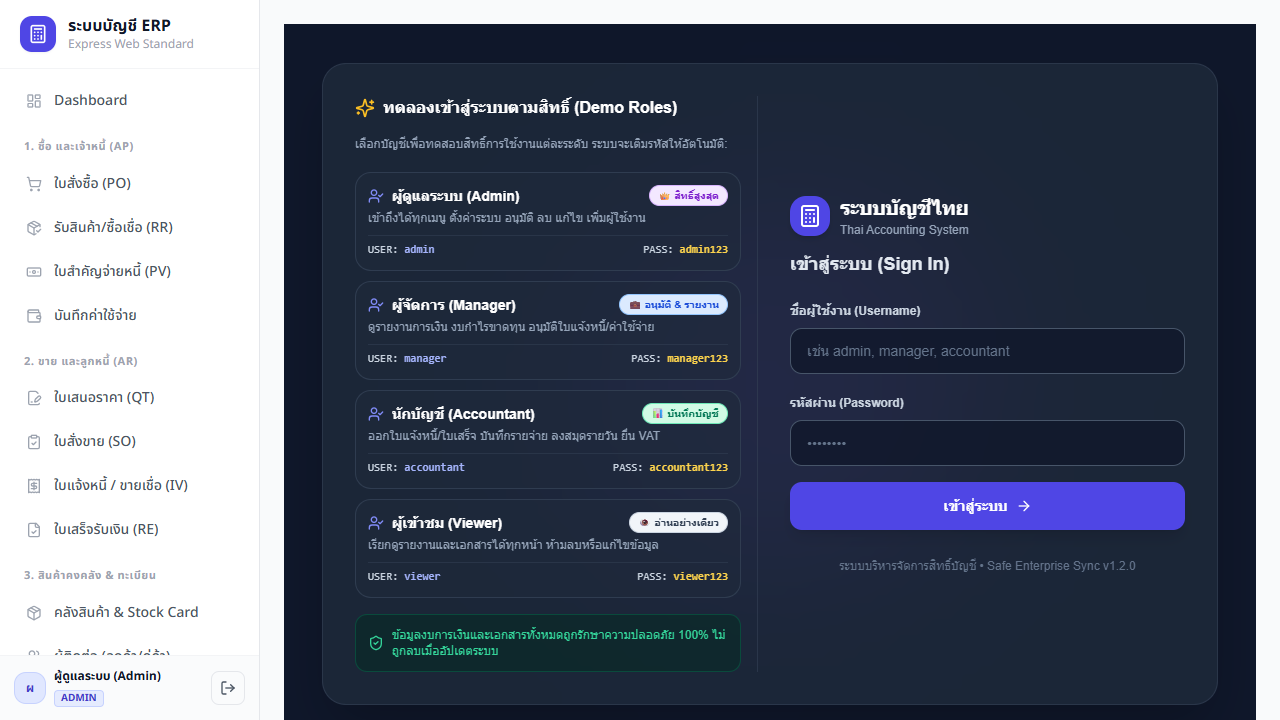 ระบบบัญชี ERP
Express Web Standard
Dashboard
1. ซื้อ และเจ้าหนี้ (AP)
ใบสั่งซื้อ (PO)
รับสินค้า/ซื้อเชื่อ (RR)
ใบสำคัญจ่ายหนี้ (PV)
บันทึกค่าใช้จ่าย
2. ขาย และลูกหนี้ (AR)
ใบเสนอราคา (QT)
ใบสั่งขาย (SO)
ใบแจ้งหนี้ / ขายเชื่อ (IV)
ใบเสร็จรับเงิน (RE)
3. สินค้าคงคลัง & ทะเบียน
คลังสินค้า & Stock Card
ผ
ผู้ดูแลระบบ (Admin)
ADMIN
ทดลองเข้าสู่ระบบตามสิทธิ์ (Demo Roles)
เลือกบัญชีเพื่อทดสอบสิทธิ์การใช้งานแต่ละระดับ ระบบจะเติมรหัสให้อัตโนมัติ:
ผู้ดูแลระบบ (Admin)
สิทธิ์สูงสุด
เข้าถึงได้ทุกเมนู ตั้งค่าระบบ อนุมัติ ลบ แก้ไข เพิ่มผู้ใช้งาน
USER: admin PASS: admin123
ผู้จัดการ (Manager)
อนุมัติ & รายงาน
ดูรายงานการเงิน งบกำไรขาดทุน อนุมัติใบแจ้งหนี้/ค่าใช้จ่าย
USER: manager PASS: manager123
นักบัญชี (Accountant)
บันทึกบัญชี
ออกใบแจ้งหนี้/ใบเสร็จ บันทึกรายจ่าย ลงสมุดรายวัน ยื่น VAT
USER: accountant PASS: accountant123
ผู้เข้าชม (Viewer)
อ่านอย่างเดียว
เรียกดูรายงานและเอกสารได้ทุกหน้า ห้ามลบหรือแก้ไขข้อมูล
USER: viewer PASS: viewer123
ข้อมูลงบการเงินและเอกสารทั้งหมดถูกรักษาความปลอดภัย 100% ไม่
ถูกลบเมื่ออัปเดตระบบ
ระบบบัญชีไทย
Thai Accounting System
เข้าสู่ระบบ (Sign In)
ชื่อผู้ใช้งาน (Username)
เช่น admin, manager, accountant
รหัสผ่าน (Password)
••••••••
เข้าสู่ระบบ
ระบบบริหารจัดการสิทธิ์บัญชี • Safe Enterprise Sync v1.2.0